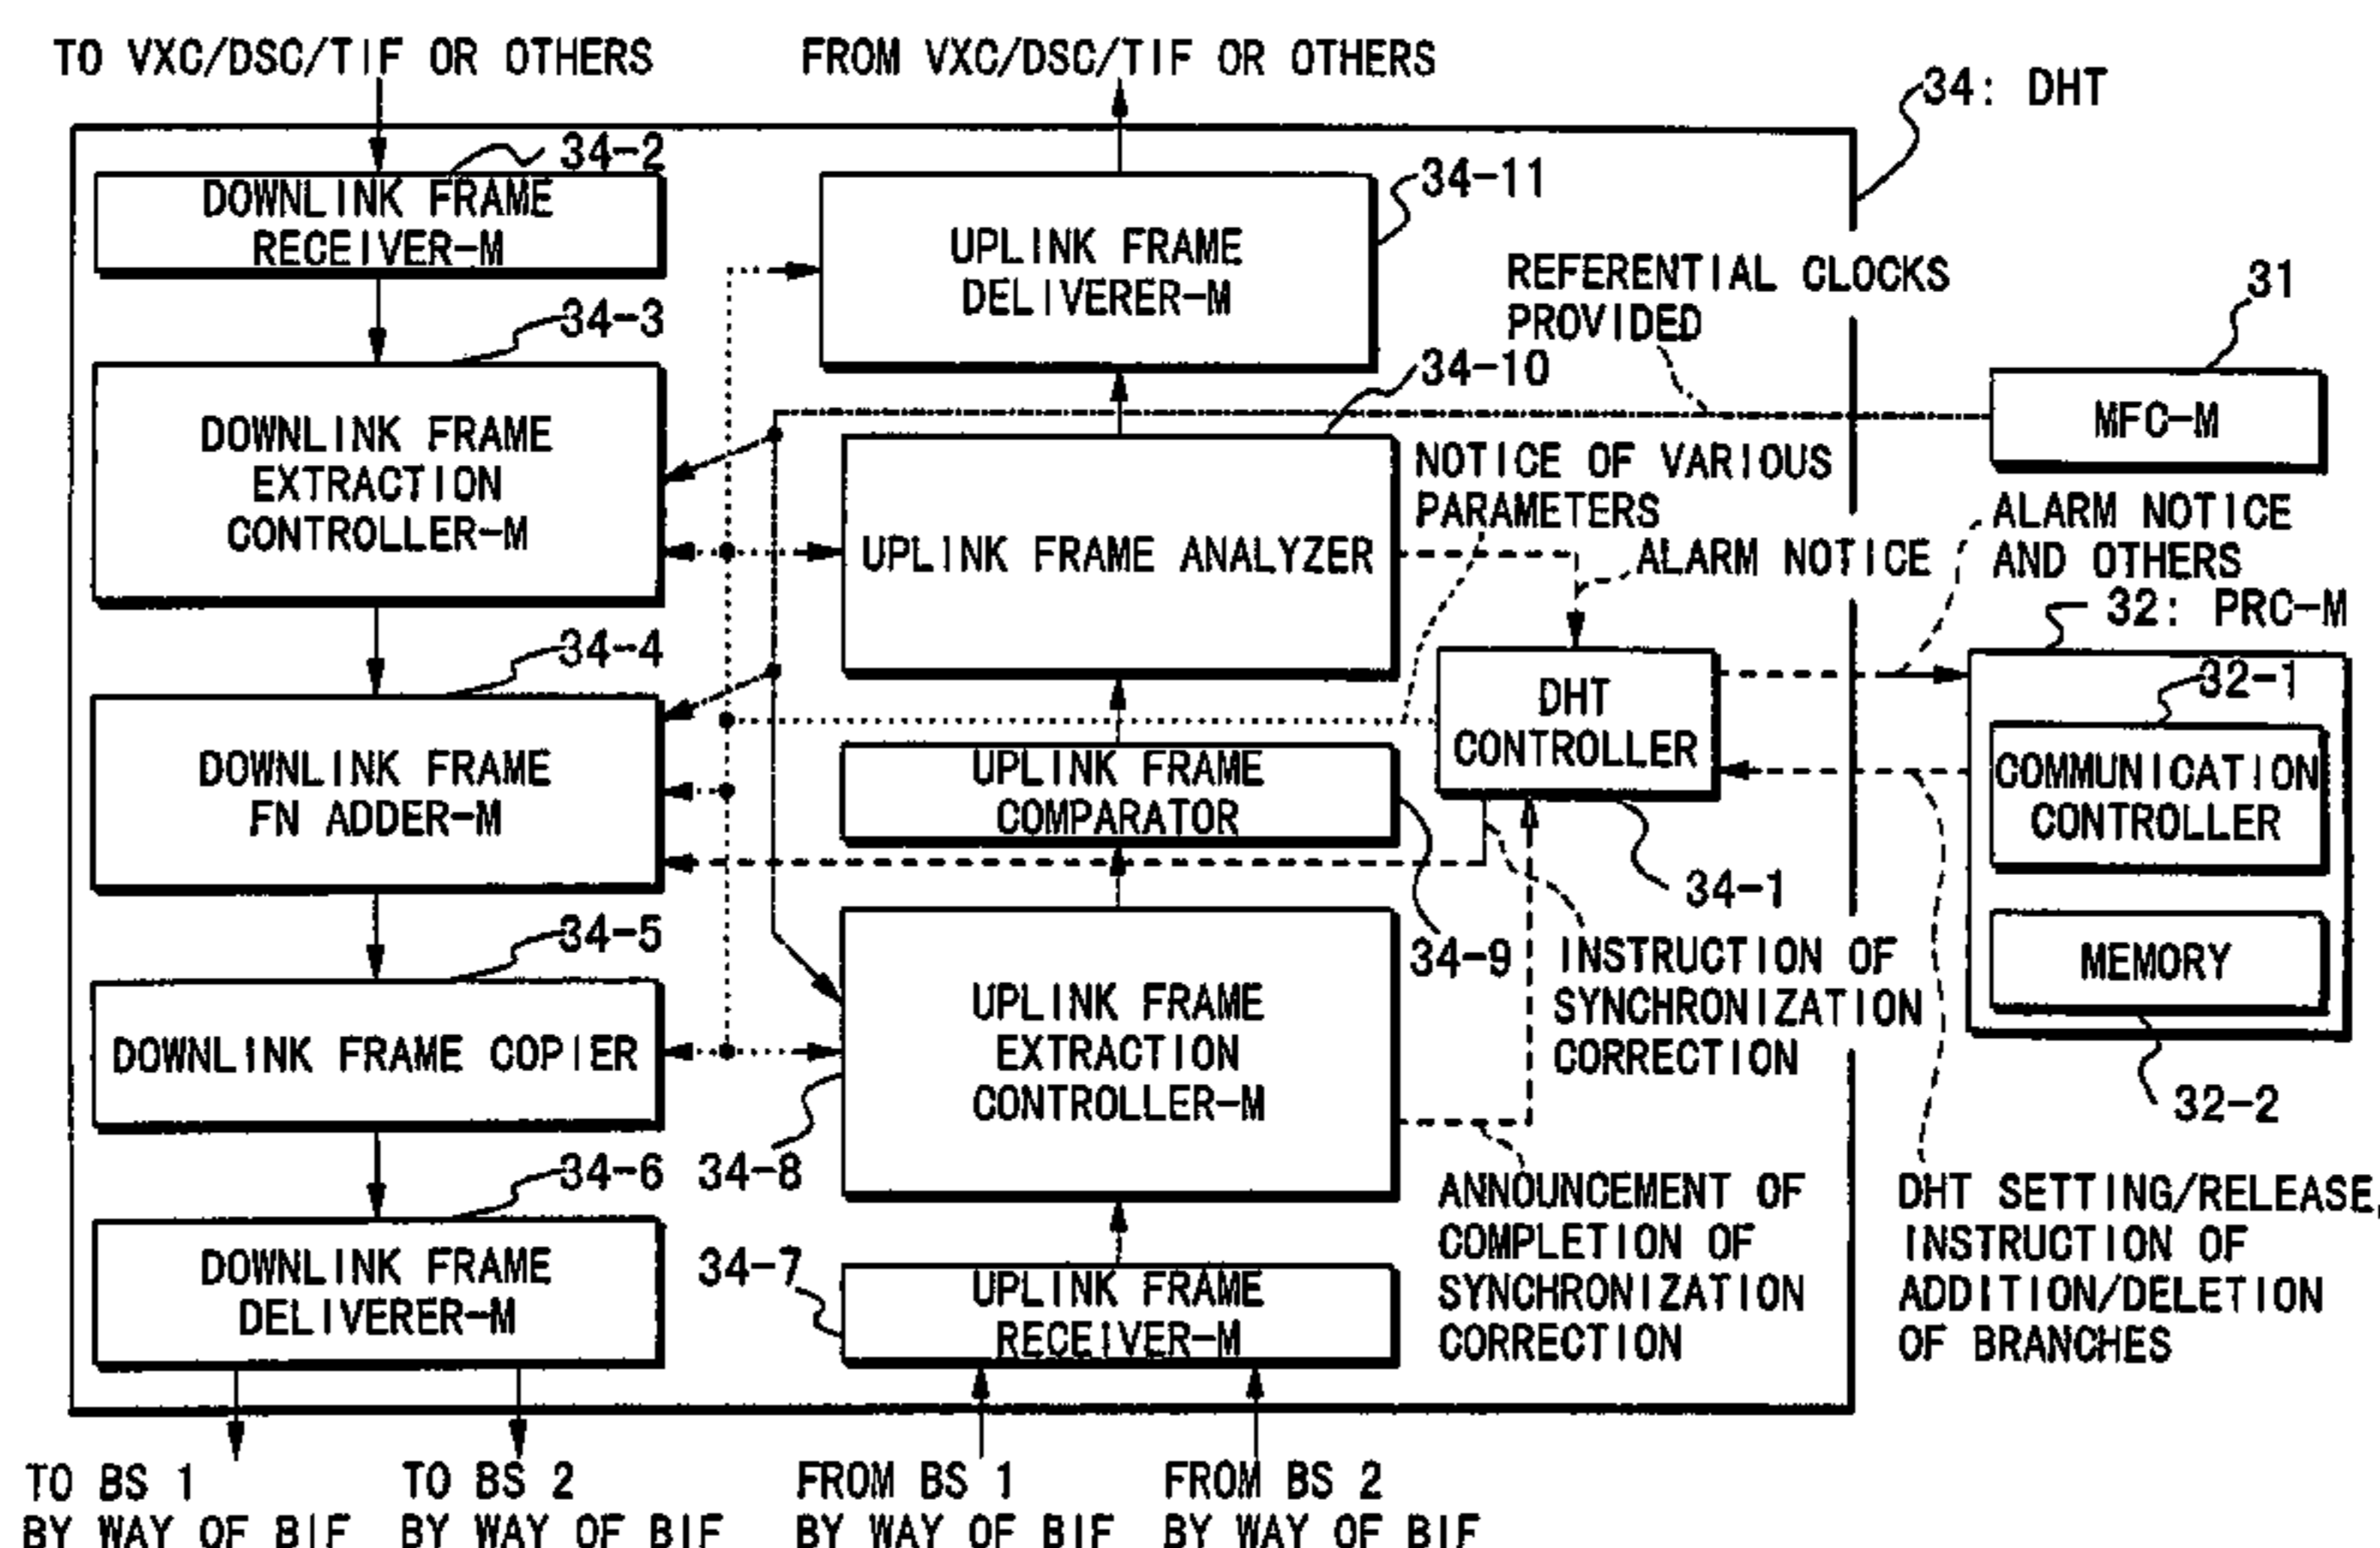 TO VXC/DSC/TIF OR OTHERS
FROM VXC/DSC/TIF OR OTHERS
34: DHT
34-2
DOWNLINK FRAME
RECEIVER-M
34-11
UPLINK FRAME
DELIVERER-M
REFERENTIAL CLOCKS
PROVIDED
31
MFC-M
34-3
DOWNLINK FRAME
EXTRACTION
CONTROLLER-M
34-10
UPLINK FRAME ANALYZER
NOTICE OF VARIOUS
PARAMETERS
ALARM NOTICE
ALARM NOTICE
AND OTHERS
32: PRC-M
32-1
COMMUNICATION
CONTROLLER
MEMORY
32-2
34-4
DOWNLINK FRAME
FN ADDER-M
UPLINK FRAME
COMPARATOR
34-9
DHT
CONTROLLER
34-1
INSTRUCTION OF
SYNCHRONIZATION
CORRECTION
34-5
DOWNLINK FRAME COPIER
UPLINK FRAME
EXTRACTION
CONTROLLER-M
34-8
34-6
DOWNLINK FRAME
DELIVERER-M
34-7
UPLINK FRAME
RECEIVER-M
ANNOUNCEMENT OF
COMPLETION OF
SYNCHRONIZATION
CORRECTION
DHT SETTING/RELEASE,
INSTRUCTION OF
ADDITION/DELETION
OF BRANCHES
TO BS 1
BY WAY OF BIF
TO BS 2
BY WAY OF BIF
FROM BS 1
BY WAY OF BIF
FROM BS 2
BY WAY OF BIF